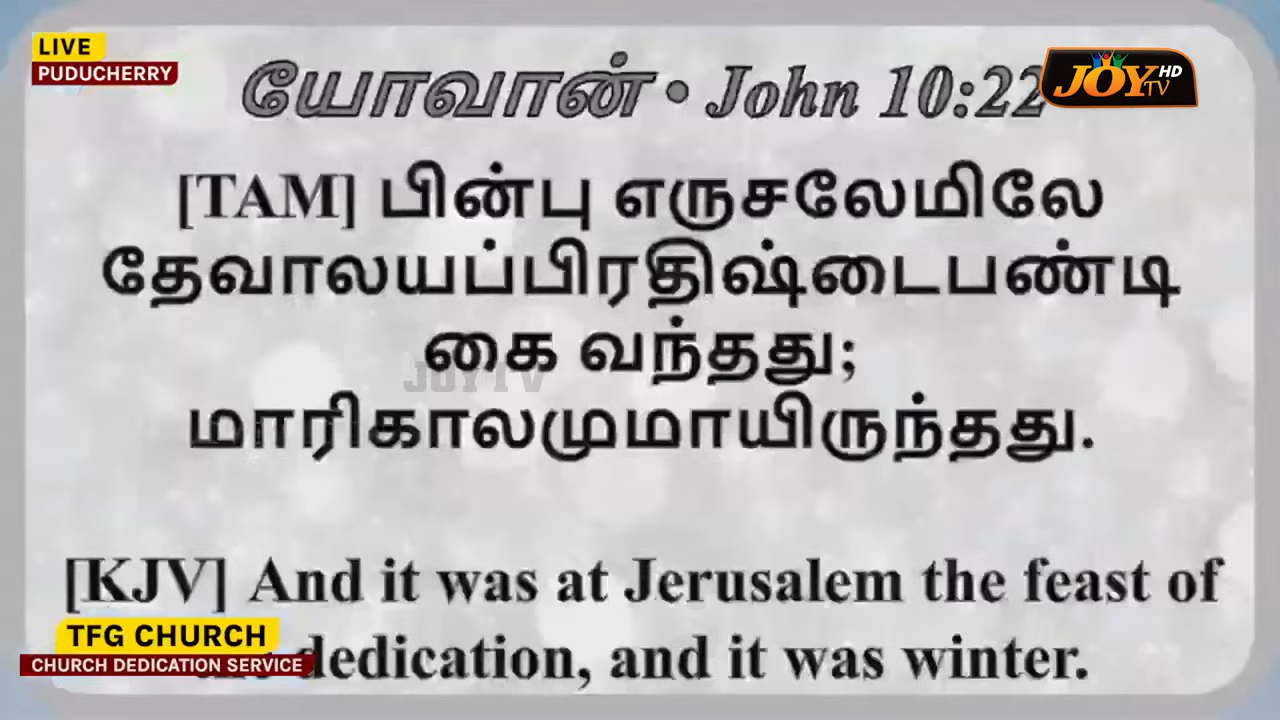 LIVE
PUDUCHERRY
யோவான் • John 10:22
JOY TV HD
[TAM] பின்பு எருசலேமிலே
தேவாலயப்பிரதிஷ்டைபண்டி
கை வந்தது;
JOYTV
மாரிகாலமுமாயிருந்தது.
[KJV] And it was at Jerusalem the feast of
dedication, and it was winter.
TFG CHURCH
CHURCH DEDICATION SERVICE